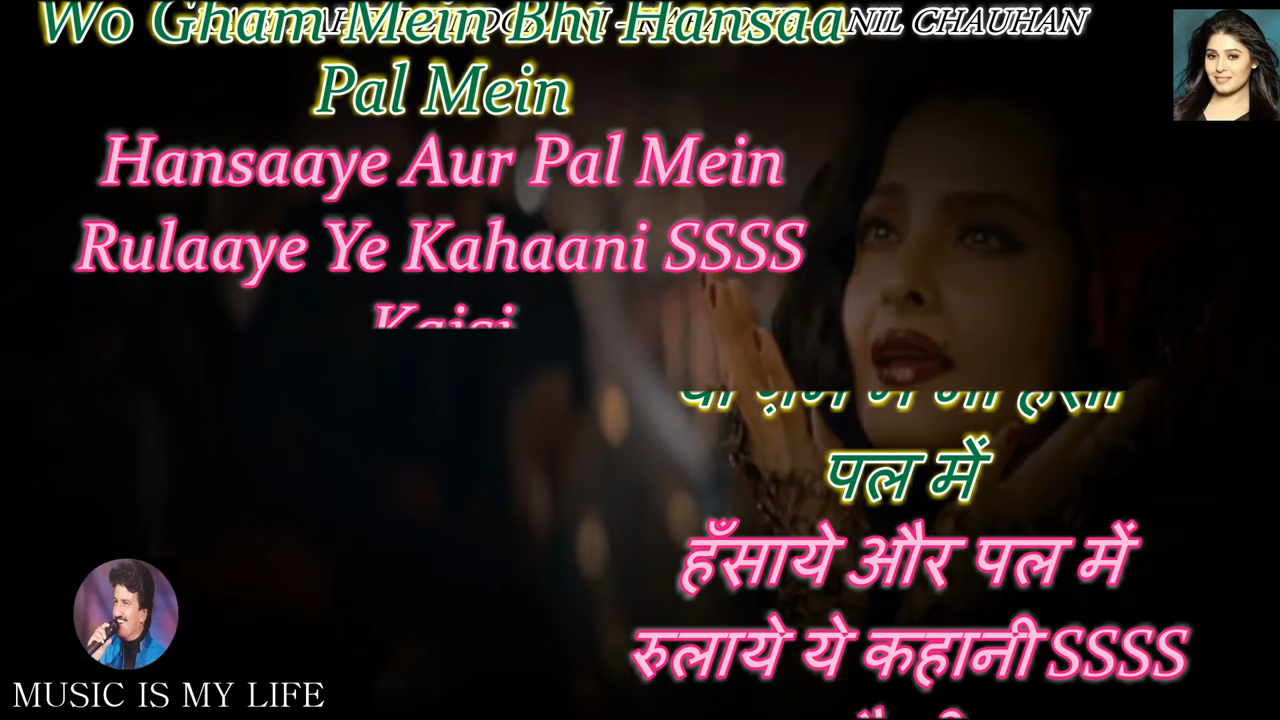 Wo Gham Mein Bhi Hansaa
NIL CHAUHAN
Pal Mein
Hansaaye Aur Pal Mein
Rulaaye Ye Kahaani SSSS
Kaisi
पल में
हँसाये और पल में
रुलाये ये कहानी SSSS
MUSIC IS MY LIFE